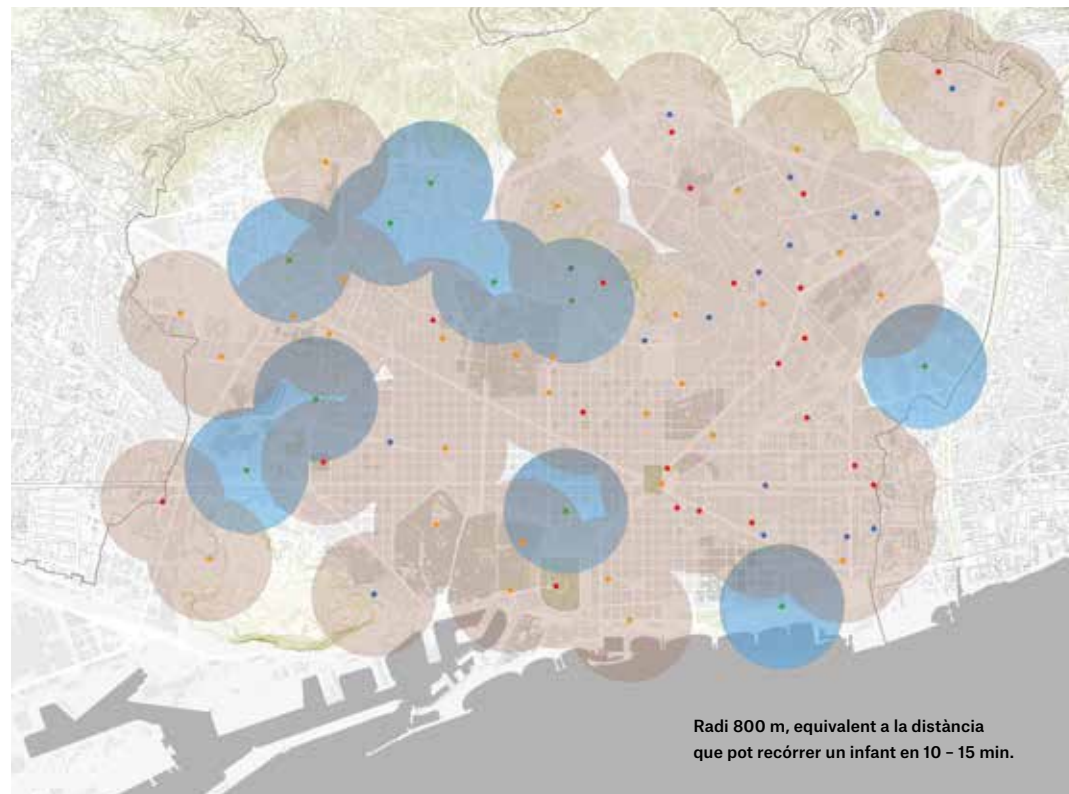 Radi 800 m, equivalent a la distància
que pot recórrer un infant en 10 – 15 min.